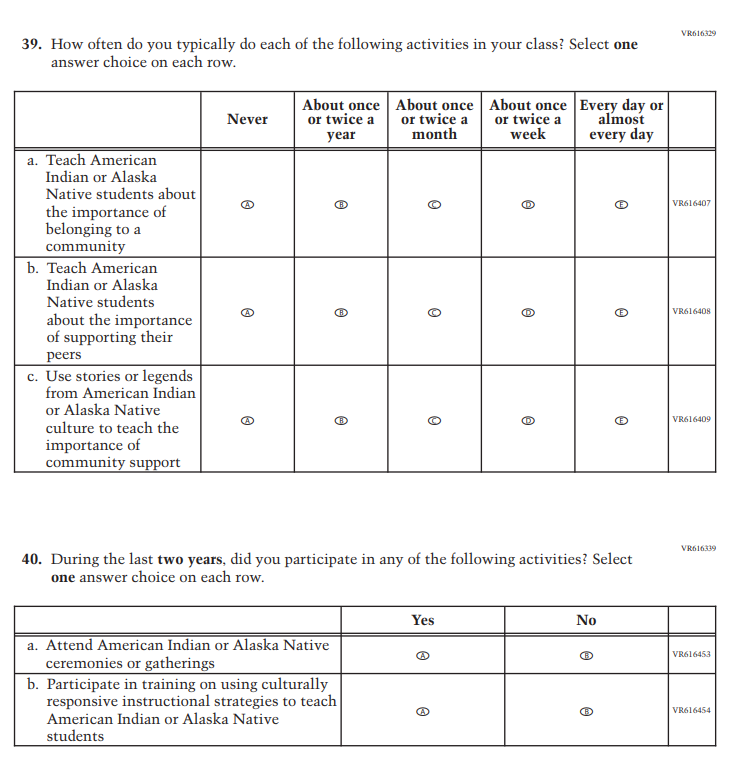 VR616329
39. How often do you typically do each of the following activities in your class? Select one
answer choice on each row.
Never
About once
or twice a
year
About once
or twice a
month
About once
or twice a
week
Every day or
almost
every day
a. Teach American
Indian or Alaska
Native students about
the importance of
belonging to a
community
A B C D E VR616407
b. Teach American
Indian or Alaska
Native students
about the importance
of supporting their
peers
A B C D E VR616408
c. Use stories or legends
from American Indian
or Alaska Native
culture to teach the
importance of
community support
A B C D E VR616409
VR616339
40. During the last two years, did you participate in any of the following activities? Select
one answer choice on each row.
Yes No
a. Attend American Indian or Alaska Native
ceremonies or gatherings
A B VR616453
b. Participate in training on using culturally
responsive instructional strategies to teach
American Indian or Alaska Native
students
A B VR616454